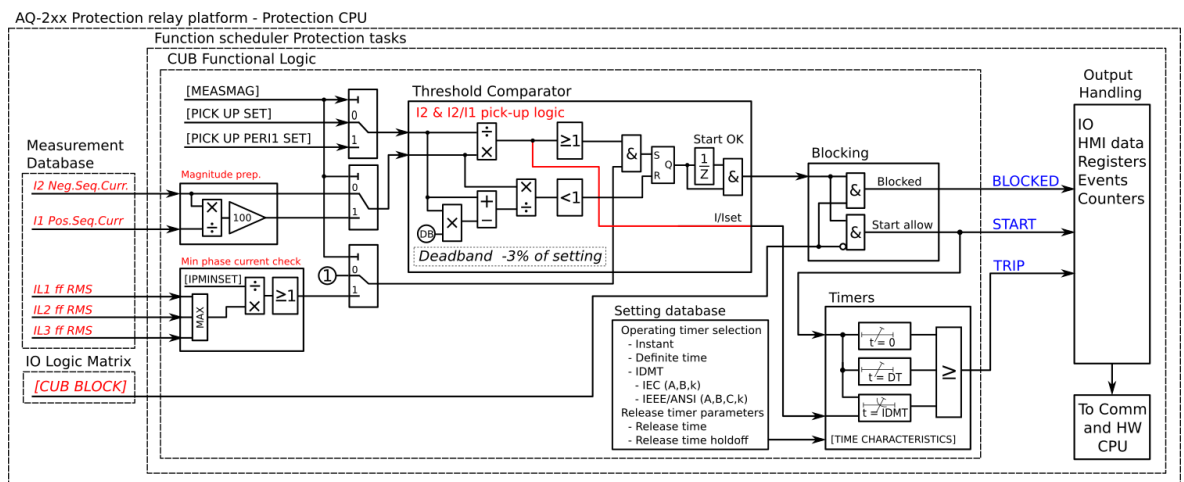 AQ-2xx Protection relay platform - Protection CPU
Function scheduler Protection tasks
CUB Functional Logic
[MEASMAG]
[PICK UP SET]
[PICK UP PERI1 SET]
0
1
Measurement
Database
I2 Neg.Seq.Curr.
I1 Pos.Seq.Curr
IL1 ff RMS
IL2 ff RMS
IL3 ff RMS
IO Logic Matrix
[CUB BLOCK]
Magnitude prep.
×
÷
100
0
1
Min phase current check
[IPMINSET]
MAX
÷
×
≥1
1
0
1
Threshold Comparator
I2 & I2/I1 pick-up logic
÷
×
≥1
&
S
R
Q
Start OK
1
Z
&
DB
×
+
−
×
÷
<1
I/Iset
Deadband -3% of setting
Blocking
&
Blocked
&
Start allow
BLOCKED
START
TRIP
Setting database
Operating timer selection
- Instant
- Definite time
- IDMT
- IEC (A,B,k)
- IEEE/ANSI (A,B,C,k)
Release timer parameters
- Release time
- Release time holdoff
Timers
t = 0
t = DT
t = IDMT
≥
[TIME CHARACTERISTICS]
Output
Handling
IO
HMI data
Registers
Events
Counters
To Comm
and HW
CPU